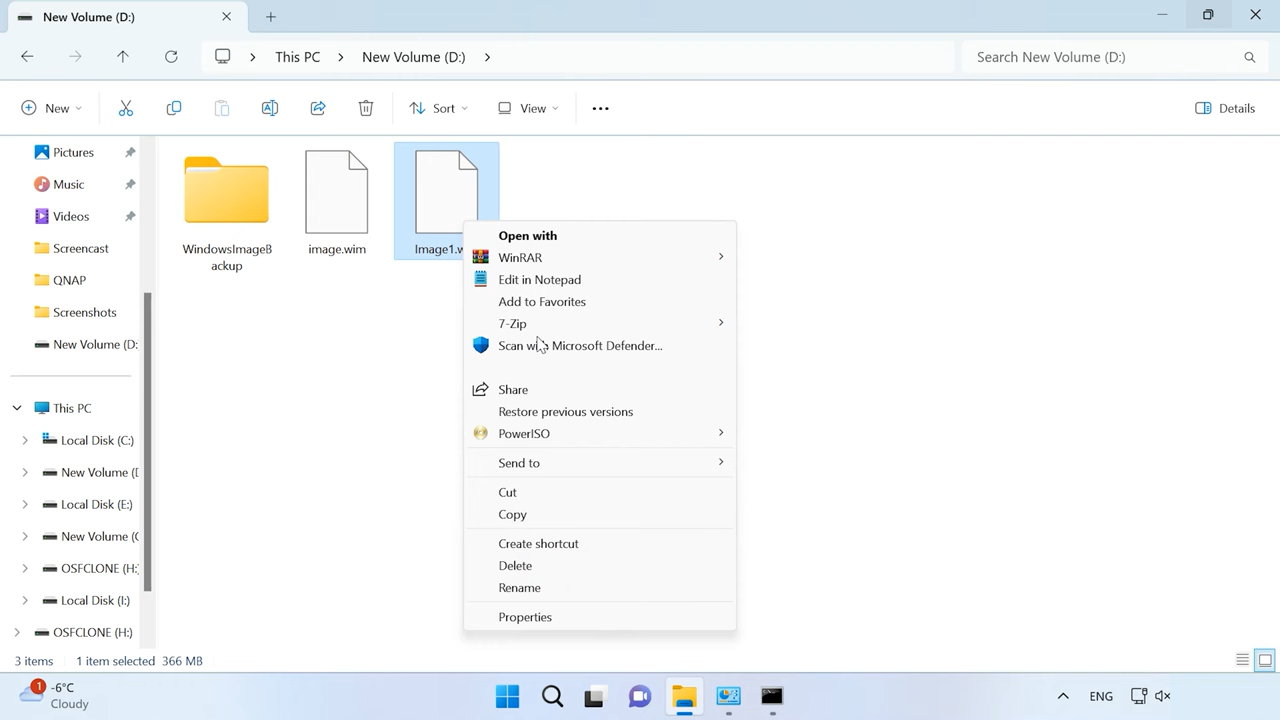 New Volume (D:)
This PC
New Volume (D:)
Search New Volume (D:)
New
Sort
View
Details
Pictures
Music
Videos
Screencast
QNAP
Screenshots
New Volume (D:
This PC
Local Disk (C:)
New Volume (D
Local Disk (E:)
New Volume (
OSFCLONE (H:
Local Disk (I:)
OSFCLONE (H:)
WindowsImageB
ackup
image.wim
Image1.w
Open with
WinRAR
Edit in Notepad
Add to Favorites
7-Zip
Scan with Microsoft Defender...
Share
Restore previous versions
PowerISO
Send to
Cut
Copy
Create shortcut
Delete
Rename
Properties
3 items
1 item selected 366 MB
1
-6°C
Cloudy
ENG